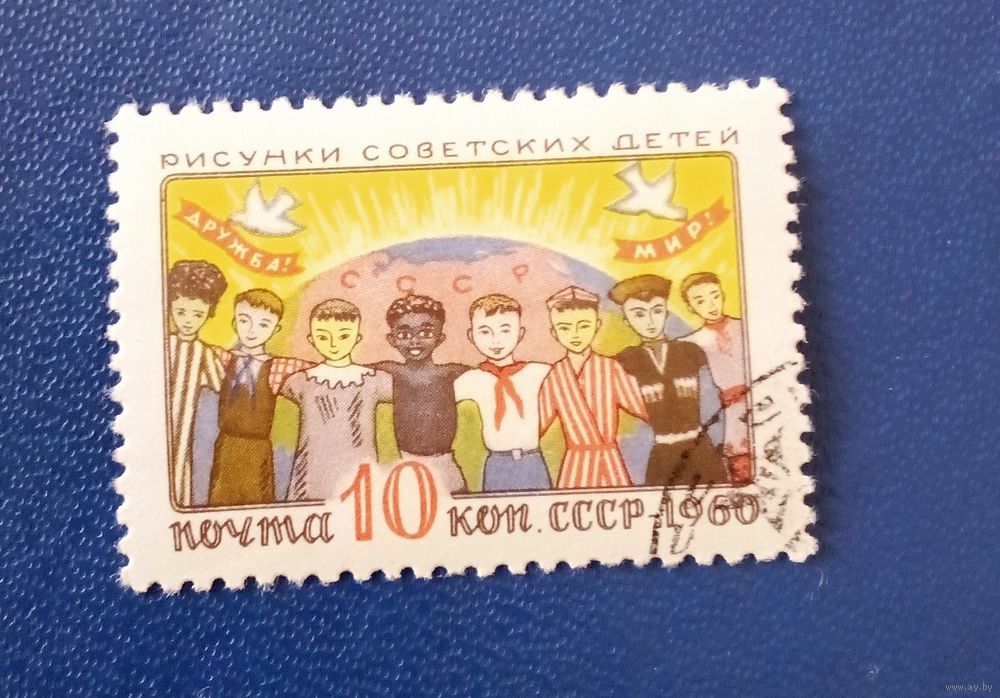 РИСУНКИ СОВЕТСКИХ ДЕТЕЙ
ДРУЖБА!
МИР!
СССР
почта 10 коп. СССР-1960
www.ay.by